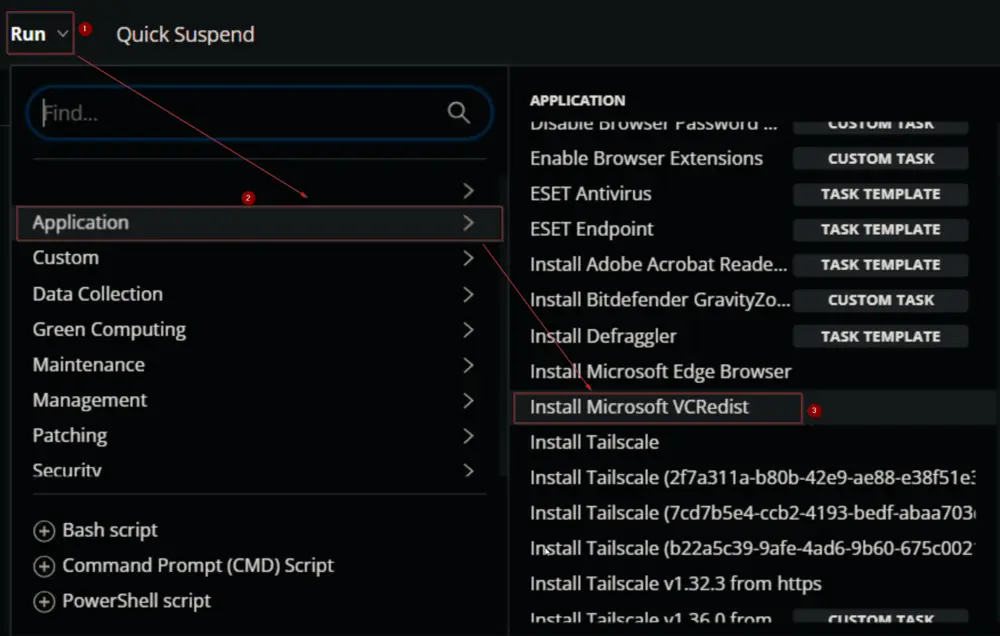 Run
1
Quick Suspend
Find...
2
Application
Custom
Data Collection
Green Computing
Maintenance
Management
Patching
Security
Bash script
Command Prompt (CMD) Script
PowerShell script
APPLICATION
Disable Browser Password ... CUSTOM TASK
Enable Browser Extensions CUSTOM TASK
ESET Antivirus TASK TEMPLATE
ESET Endpoint TASK TEMPLATE
Install Adobe Acrobat Reade... TASK TEMPLATE
Install Bitdefender GravityZo... CUSTOM TASK
Install Defraggler TASK TEMPLATE
Install Microsoft Edge Browser
Install Microsoft VCRedist
3
Install Tailscale
Install Tailscale (2f7a311a-b80b-42e9-ae88-e38f51e
Install Tailscale (7cd7b5e4-ccb2-4193-bedf-abaa703
Install Tailscale (b22a5c39-9afe-4ad6-9b60-675c002
Install Tailscale v1.32.3 from https
Install Tailscale v1.36.0 from CUSTOM TASK